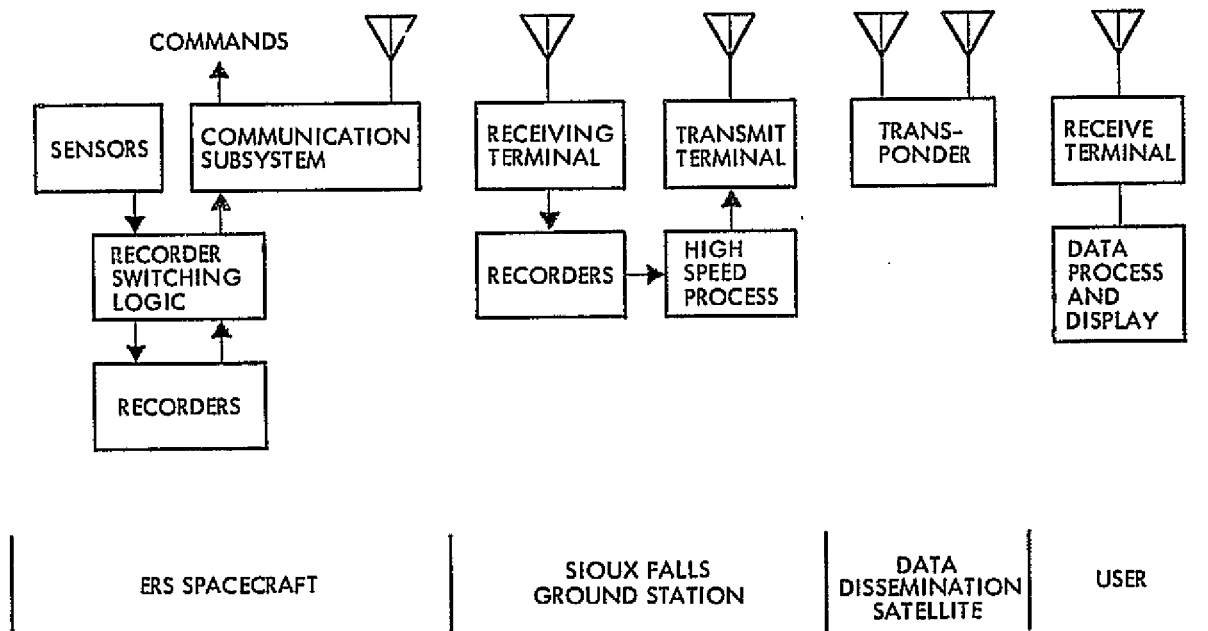 COMMANDS
SENSORS
COMMUNICATION
SUBSYSTEM
RECORDER
SWITCHING
LOGIC
RECORDERS
RECEIVING
TERMINAL
RECORDERS
TRANSMIT
TERMINAL
HIGH
SPEED
PROCESS
TRANS-
PONDER
RECEIVE
TERMINAL
DATA
PROCESS
AND
DISPLAY
ERS SPACECRAFT
SIOUX FALLS
GROUND STATION
DATA
DISSEMINATION
SATELLITE
USER